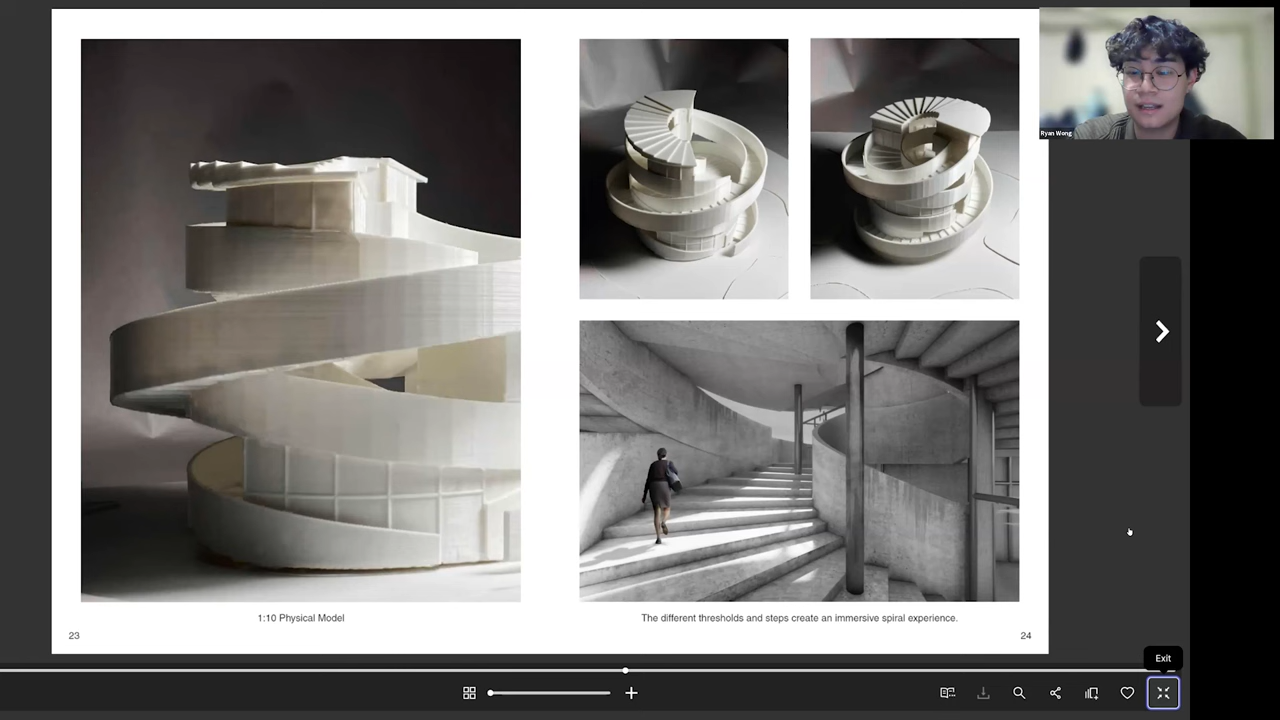 Ryan Wong
1:10 Physical Model
The different thresholds and steps create an immersive spiral experience.
23
24
Exit